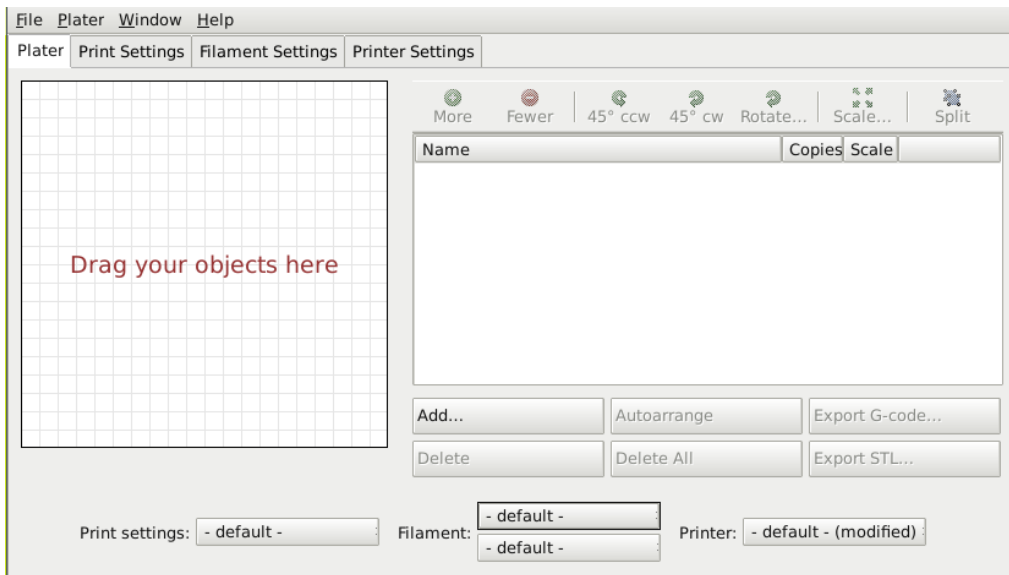 File Plater Window Help
Plater Print Settings Filament Settings Printer Settings
More Fewer 45° ccw 45° cw Rotate... Scale... Split
Name Copies Scale
Drag your objects here
Add... Autoarrange Export G-code...
Delete Delete All Export STL...
Print settings: - default - Filament: - default - Printer: - default - (modified)
- default -